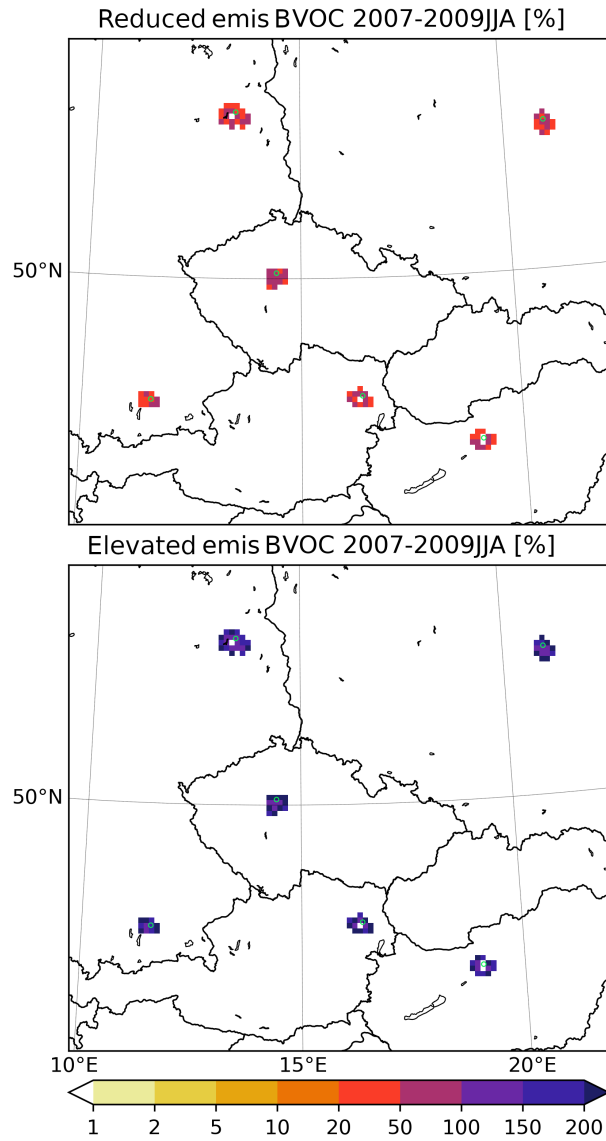 Reduced emis BVOC 2007-2009JJA [%]
50°N
Elevated emis BVOC 2007-2009JJA [%]
50°N
10°E 15°E 20°E
1 2 5 10 20 50 100 150 200